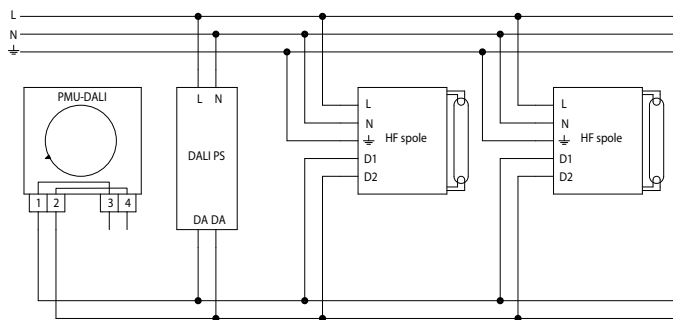 L
N
PMU-DALI
1 2 3 4
L N
DALI PS
DA DA
L
N
HF spole
D1
D2
L
N
HF spole
D1
D2